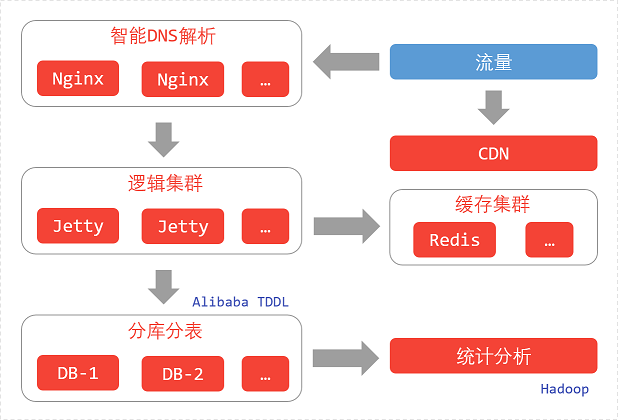 智能DNS解析
Nginx
Nginx
…
流量
CDN
逻辑集群
Jetty
Jetty
…
缓存集群
Redis
…
Alibaba TDDL
分库分表
DB-1
DB-2
…
统计分析
Hadoop